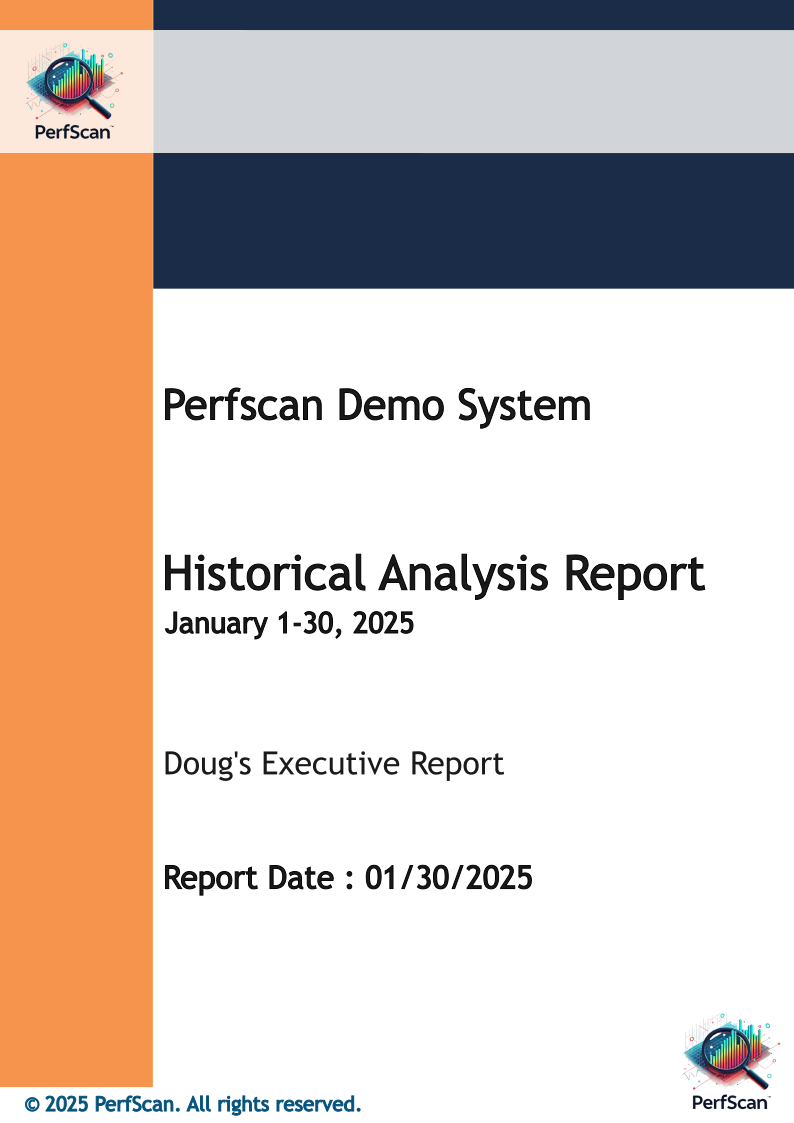 PerfScan™
Perfscan Demo System
Historical Analysis Report
January 1-30, 2025
Doug's Executive Report
Report Date : 01/30/2025
PerfScan™
© 2025 PerfScan. All rights reserved.